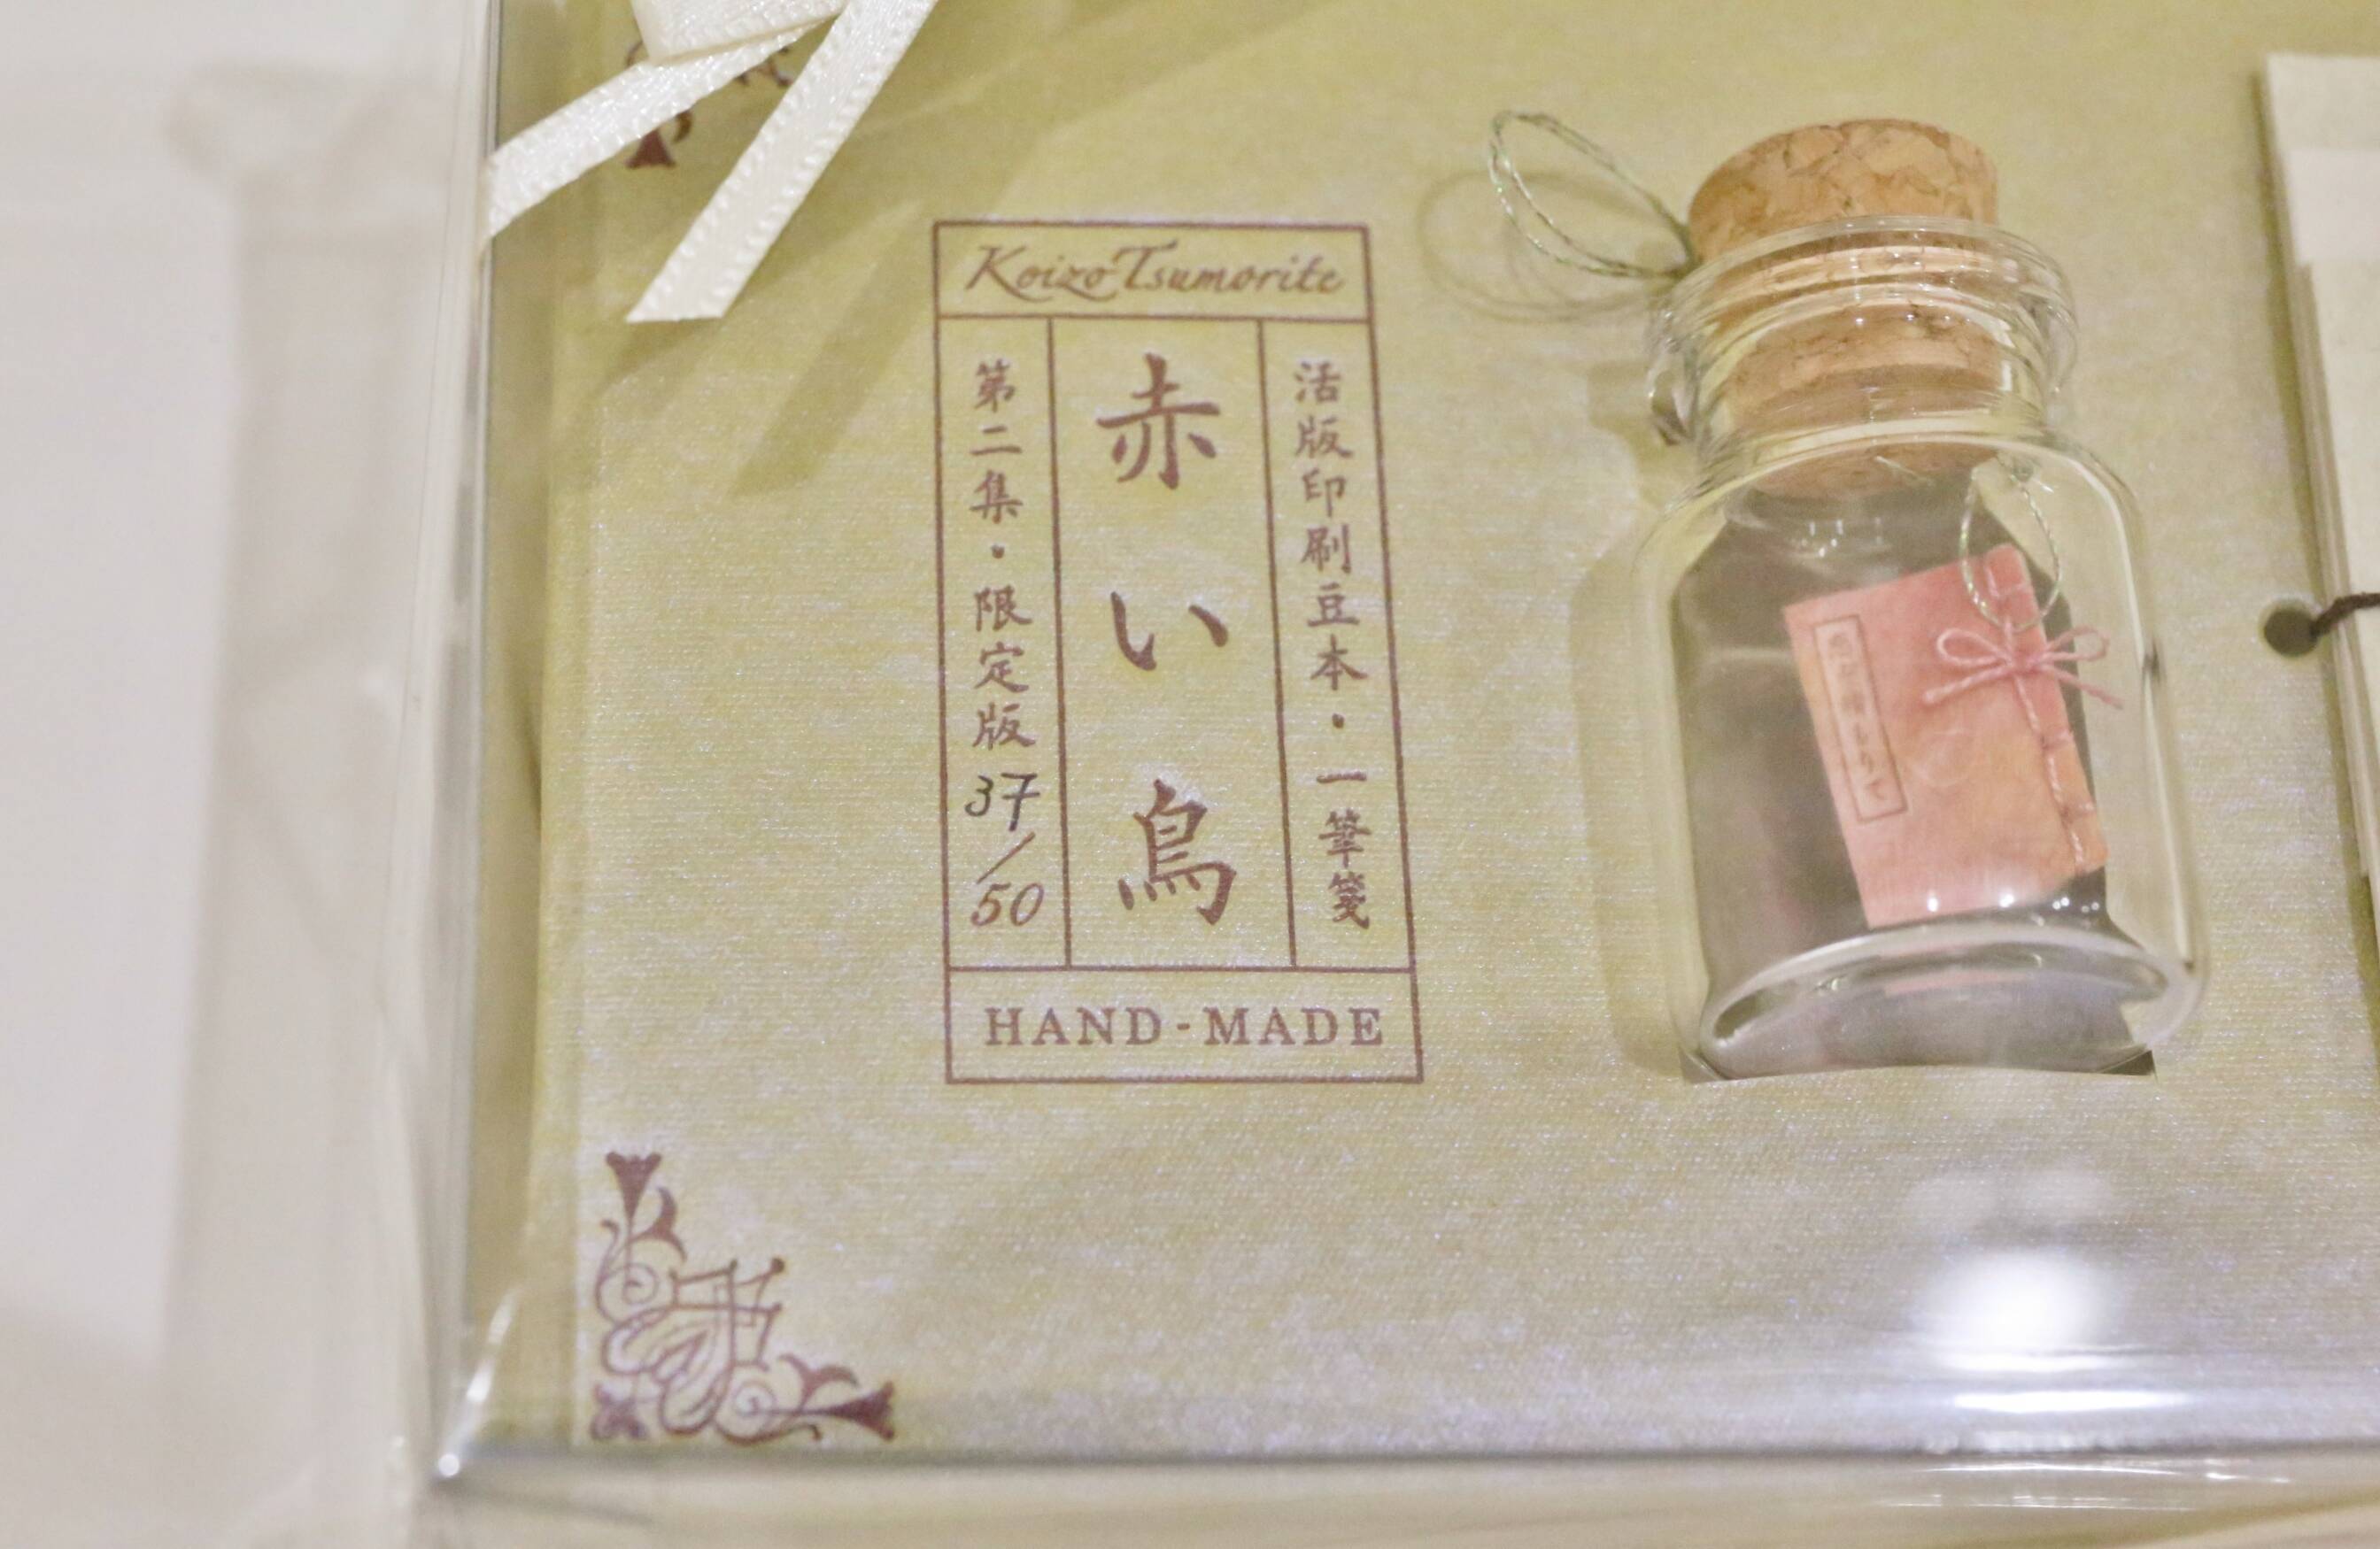 Koizo Tsumorite
活版印刷豆本・一筆箋
赤い鳥
第二集・限定版 37/50
HAND-MADE